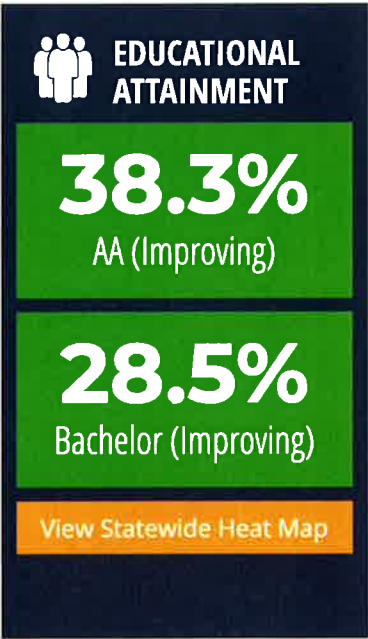 EDUCATIONAL
ATTAINMENT
38.3%
AA (Improving)
28.5%
Bachelor (Improving)
View Statewide Heat Map